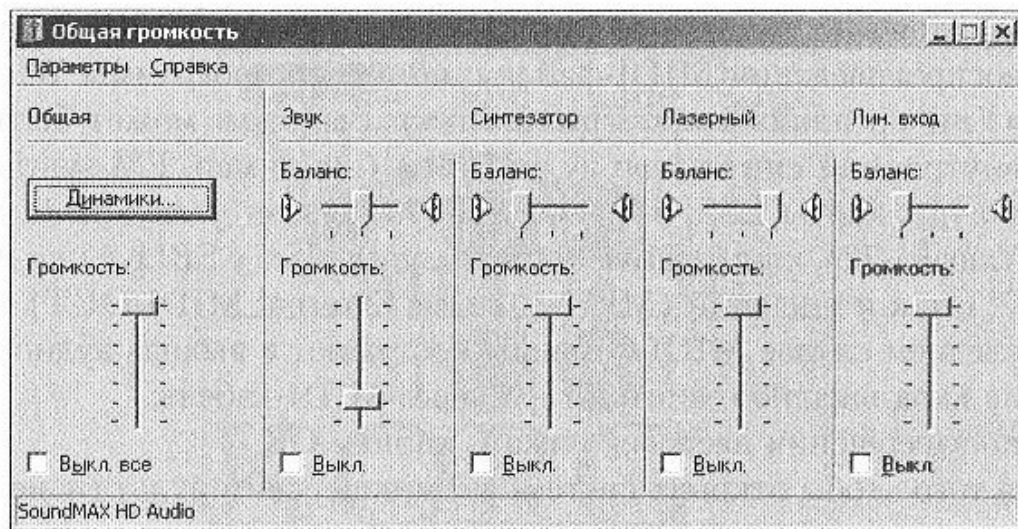 Общая громкость
Параметры Справка
Общая Звук Синтезатор Лазерный Лин. вход
Динамики... Баланс: Баланс: Баланс: Баланс:
Громкость: Громкость: Громкость: Громкость: Громкость:
Выкл. все Выкл. Выкл. Выкл. Выкл.
SoundMAX HD Audio